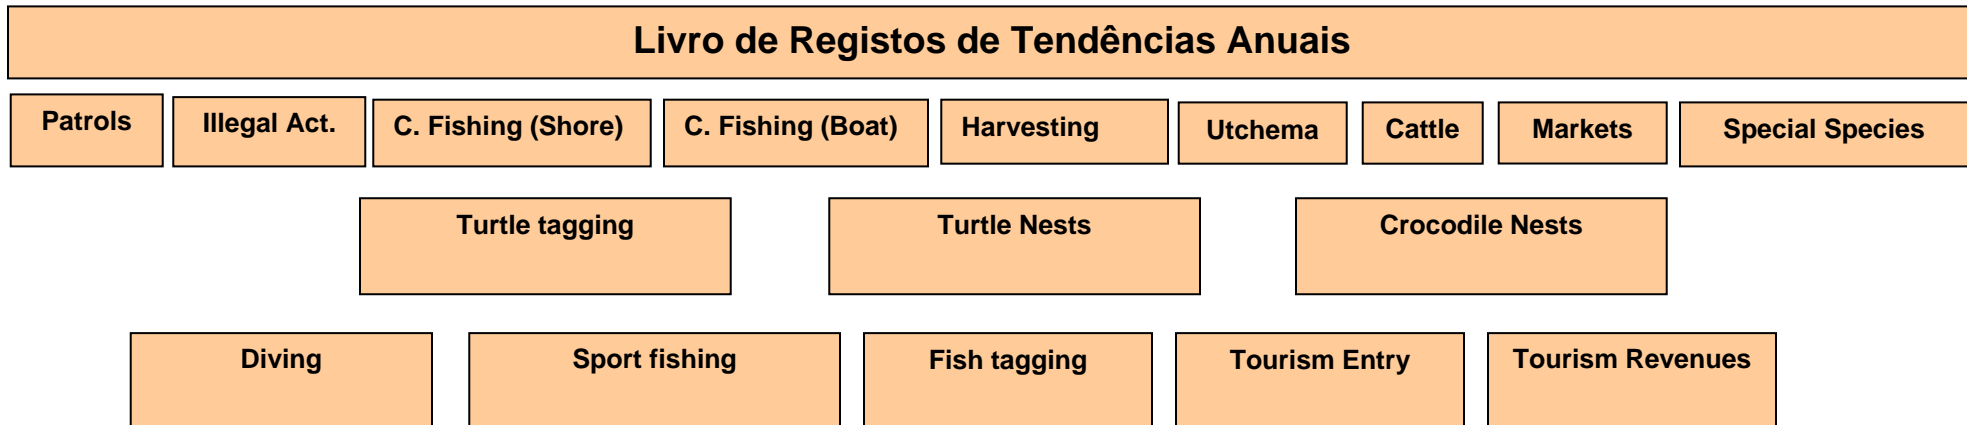 Livro de Registos de Tendências Anuais
Patrols
Illegal Act.
C. Fishing (Shore)
C. Fishing (Boat)
Harvesting
Utchema
Cattle
Markets
Special Species
Turtle tagging
Turtle Nests
Crocodile Nests
Diving
Sport fishing
Fish tagging
Tourism Entry
Tourism Revenues